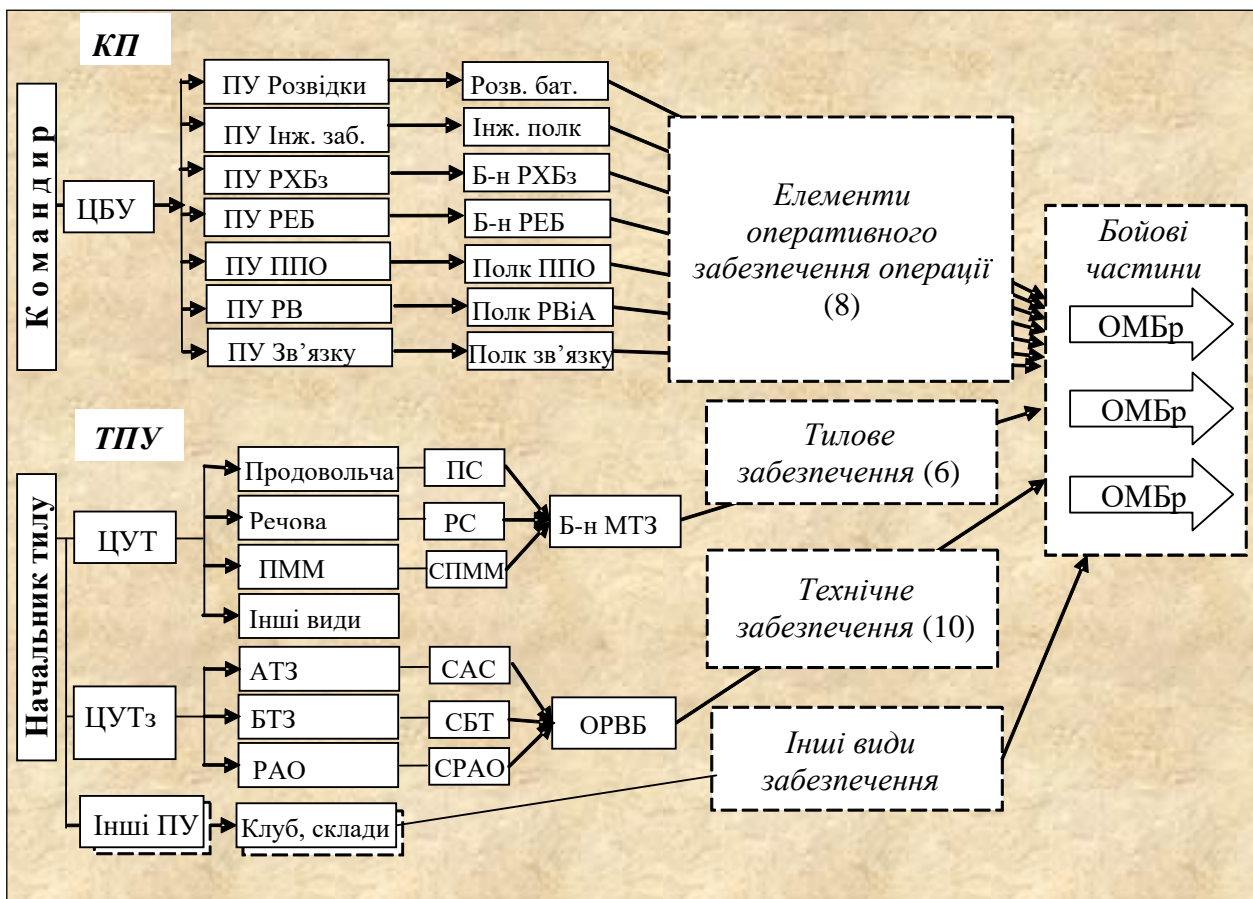 КП
Командир
ЦБУ
ПУ Розвідки
Розв. бат.
ПУ Інж. заб.
Інж. полк
ПУ РХБз
Б-н РХБз
ПУ РЕБ
Б-н РЕБ
ПУ ППО
Полк ППО
ПУ РВ
Полк РВіА
ПУ Зв’язку
Полк зв’язку
Елементи
оперативного
забезпечення операції
(8)
Бойові
частини
ОМБр
ОМБр
ОМБр
ТПУ
Начальник тилу
ЦУТ
Продовольча
ПС
Речова
РС
ПММ
СПММ
Інші види
Б-н МТЗ
Тилове
забезпечення (6)
ЦУТз
АТЗ
САС
БТЗ
СБТ
РАО
СРАО
ОРВБ
Технічне
забезпечення (10)
Інші ПУ
Клуб, склади
Інші види
забезпечення